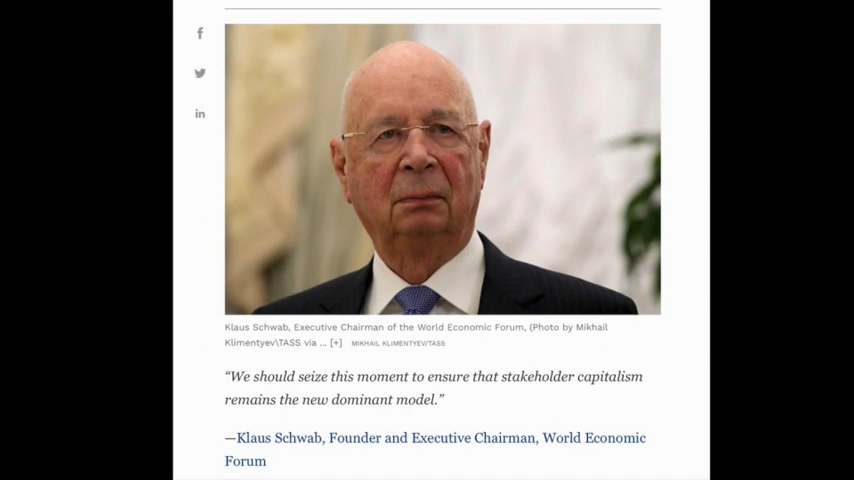 Klaus Schwab, Executive Chairman of the World Economic Forum, (Photo by Mikhail
Klimentyev\TASS via ... [+] MIKHAIL KLIMENTYEV/TASS
“We should seize this moment to ensure that stakeholder capitalism
remains the new dominant model.”
—Klaus Schwab, Founder and Executive Chairman, World Economic
Forum